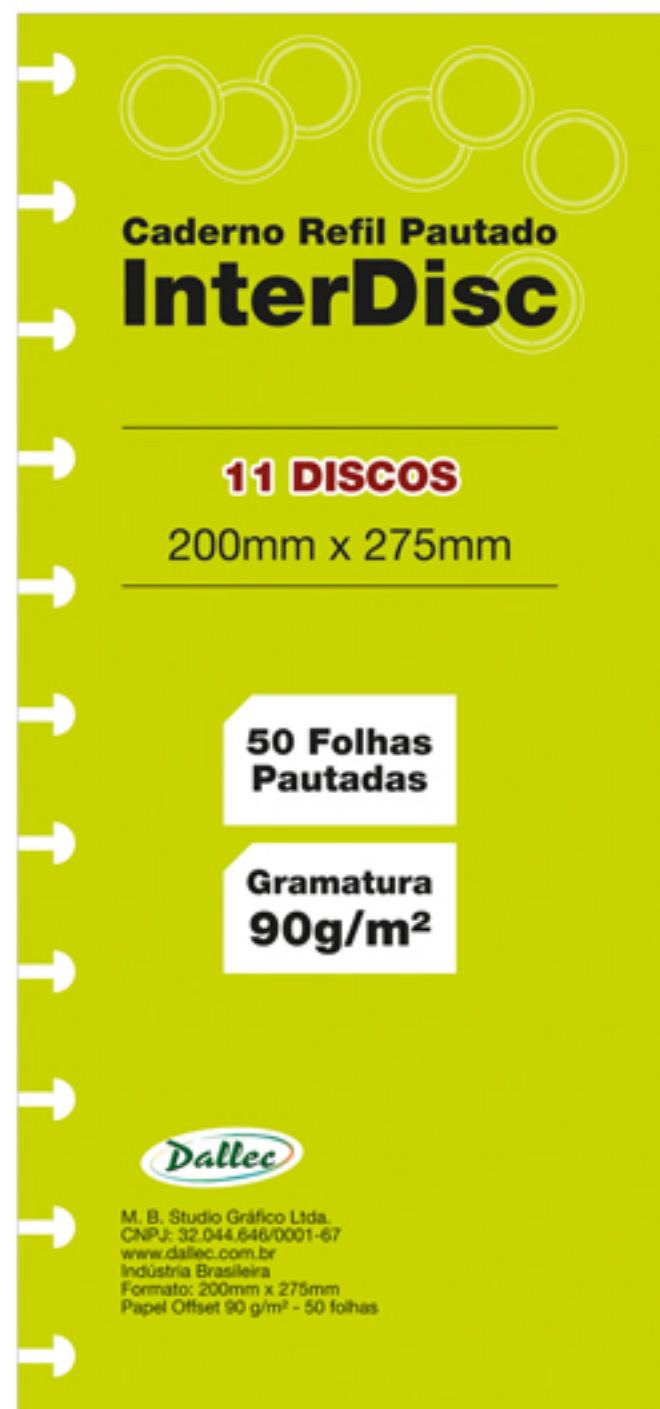 Caderno Refil Pautado
InterDisc
11 DISCOS
200mm x 275mm
50 Folhas
Pautadas
Gramatura
90g/m²
Dallec
M. B. Studio Gráfico Ltda.
CNPJ: 32.044.646/0001-67
www.dallec.com.br
Indústria Brasileira
Formato: 200mm x 275mm
Papel Offset 90 g/m² - 50 folhas